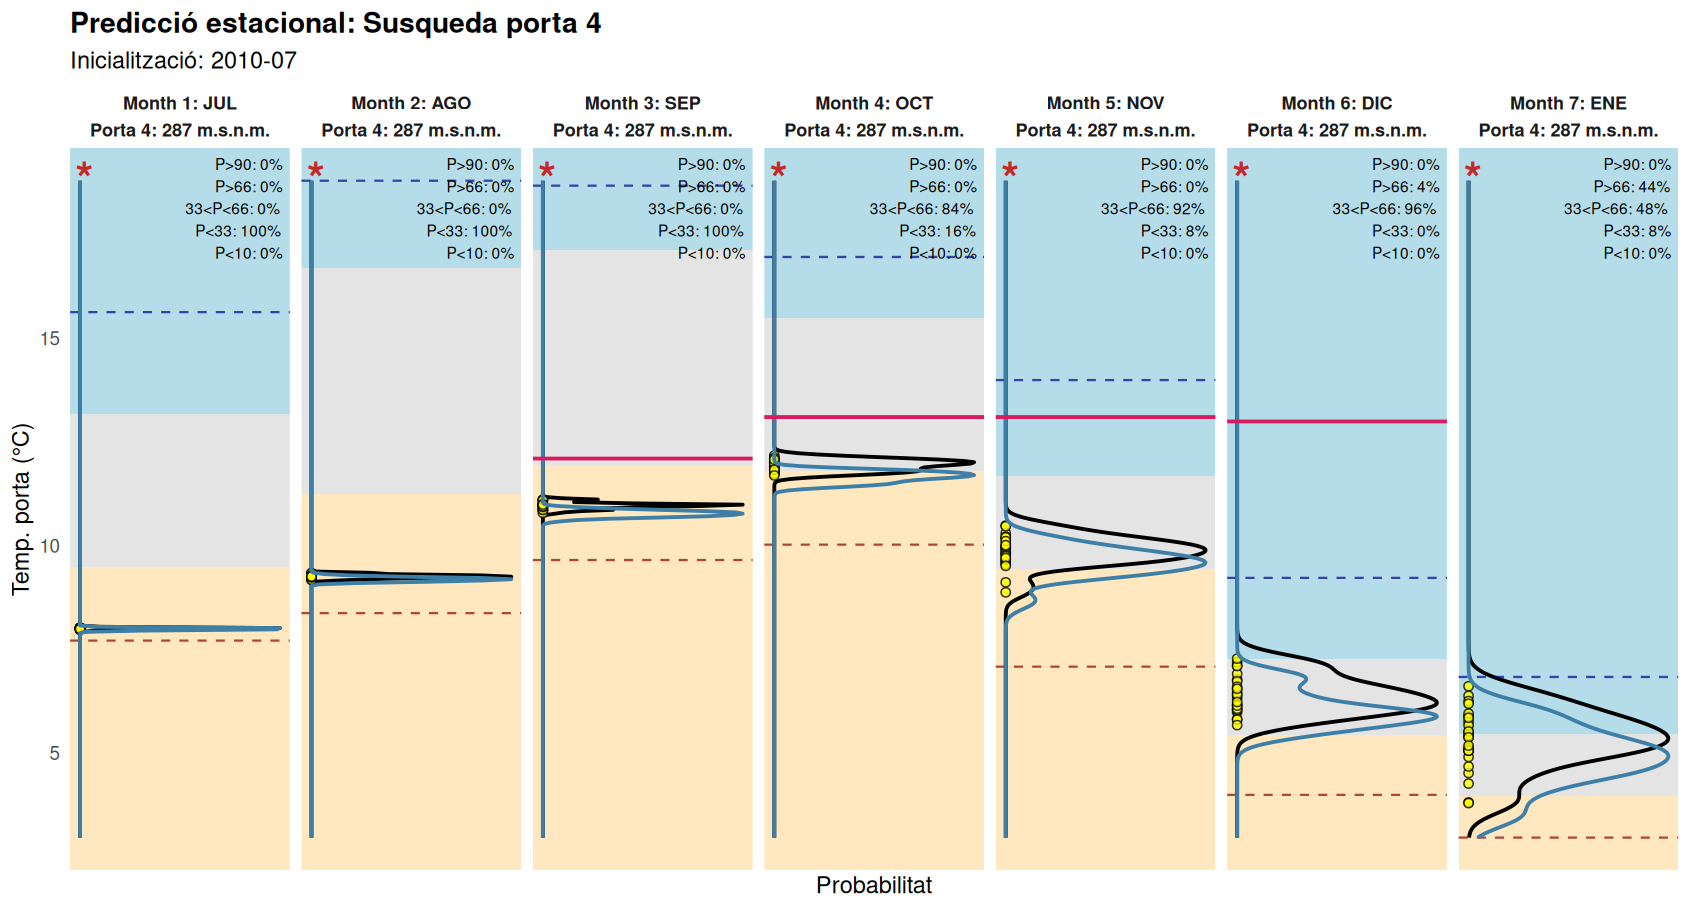 Predicció estacional: Susqueda porta 4
Inicialització: 2010-07
Month 1: JUL
Porta 4: 287 m.s.n.m.
Month 2: AGO
Porta 4: 287 m.s.n.m.
Month 3: SEP
Porta 4: 287 m.s.n.m.
Month 4: OCT
Porta 4: 287 m.s.n.m.
Month 5: NOV
Porta 4: 287 m.s.n.m.
Month 6: DIC
Porta 4: 287 m.s.n.m.
Month 7: ENE
Porta 4: 287 m.s.n.m.
*
P>90: 0%
P>66: 0%
33<P<66: 0%
P<33: 100%
P<10: 0%
*
P>90: 0%
P>66: 0%
33<P<66: 0%
P<33: 100%
P<10: 0%
*
P>90: 0%
P>66: 0%
33<P<66: 0%
P<33: 100%
P<10: 0%
*
P>90: 0%
P>66: 0%
33<P<66: 84%
P<33: 16%
P<10: 0%
*
P>90: 0%
P>66: 0%
33<P<66: 92%
P<33: 8%
P<10: 0%
*
P>90: 0%
P>66: 4%
33<P<66: 96%
P<33: 0%
P<10: 0%
*
P>90: 0%
P>66: 44%
33<P<66: 48%
P<33: 8%
P<10: 0%
15
10
5
Temp. porta (°C)
Probabilitat